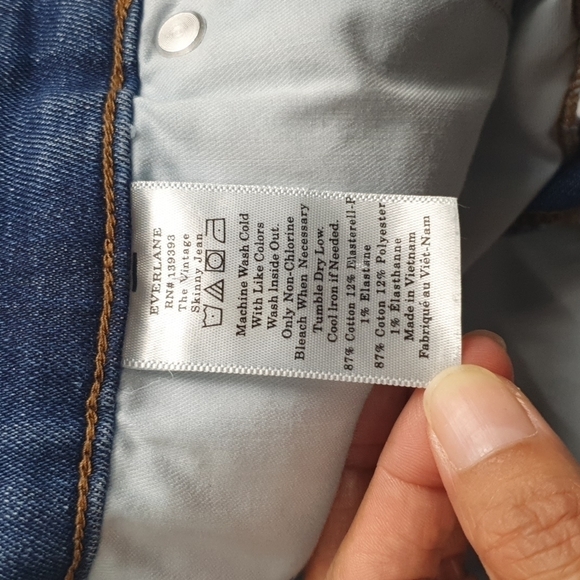 EVERLANE
RN# 139393
The Vintage
Skinny Jean
Machine Wash Cold
With Like Colors
Wash Inside Out.
Only Non-Chlorine
Bleach When Necessary
Tumble Dry Low.
Cool Iron if Needed.
87% Cotton 12% Elasterell-P
1% Elastane
87% Coton 12% Polyester
1% Élasthanne
Made in Vietnam
Fabriqué au Viêt-Nam